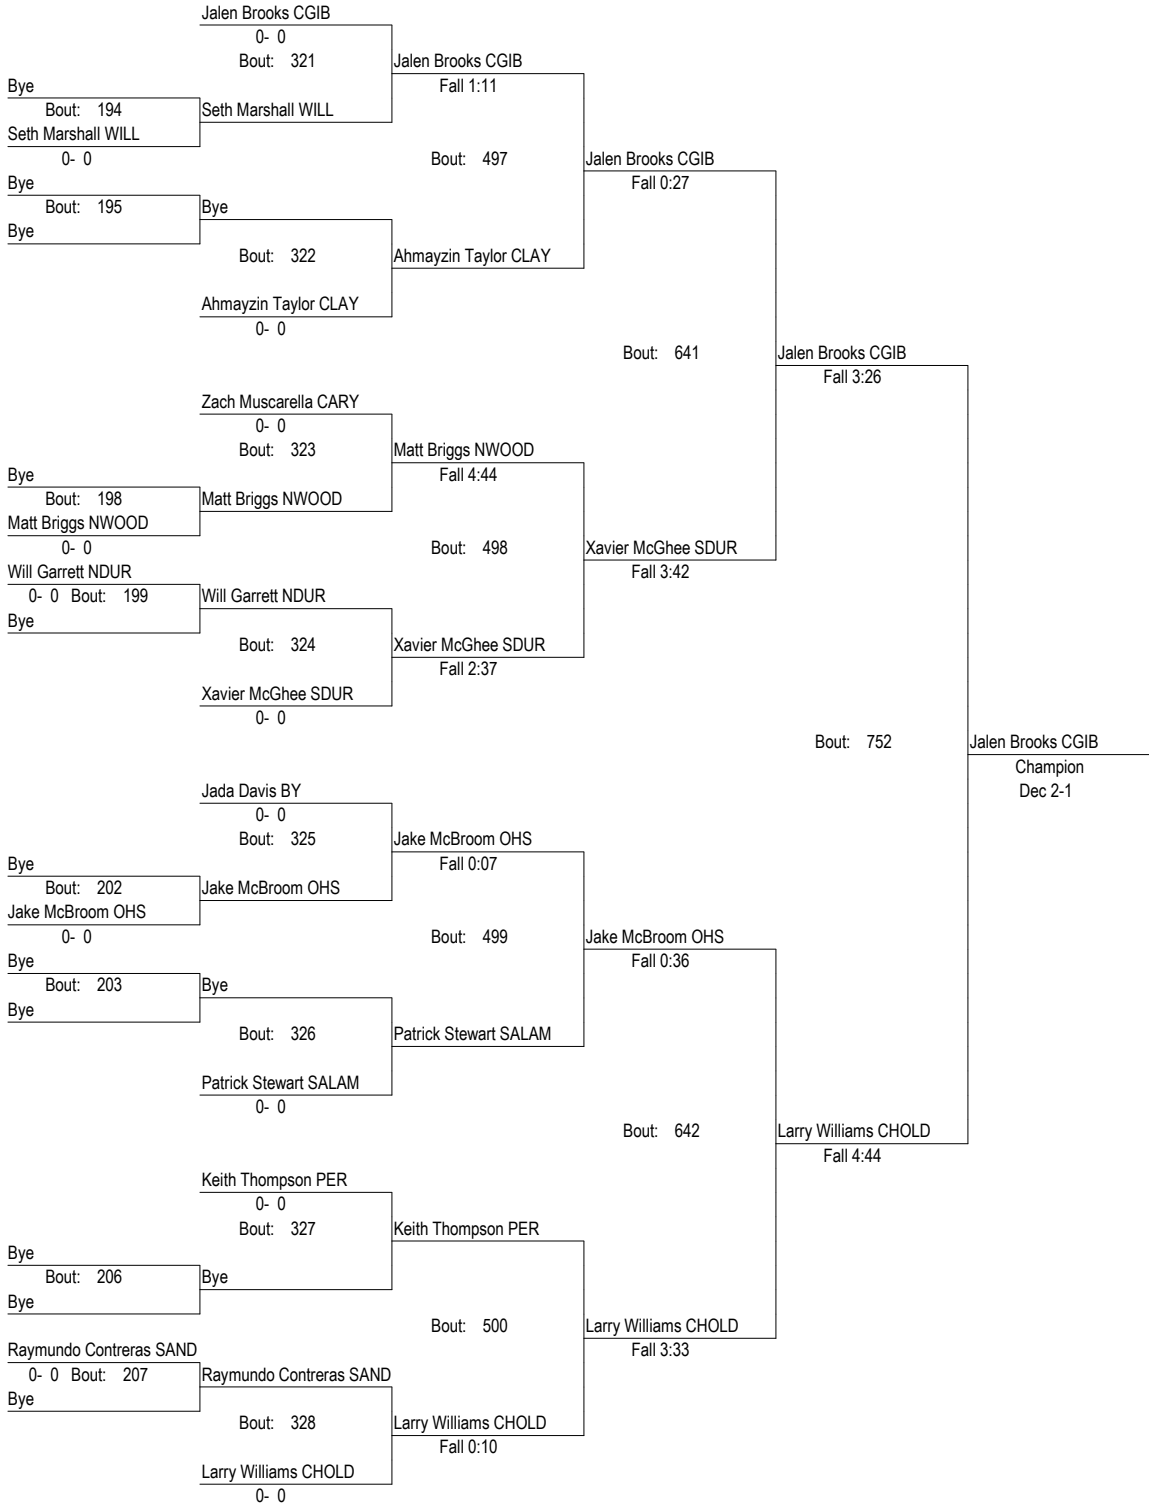 Jalen Brooks CGIB
0- 0
Bout: 321
Jalen Brooks CGIB
Fall 1:11
Bye
Bout: 194
Seth Marshall WILL
Seth Marshall WILL
0- 0
Bout: 497
Jalen Brooks CGIB
Fall 0:27
Bye
Bout: 195
Bye
Bye
Bout: 322
Ahmayzin Taylor CLAY
Ahmayzin Taylor CLAY
0- 0
Bout: 641
Jalen Brooks CGIB
Fall 3:26
Zach Muscarella CARY
0- 0
Bout: 323
Matt Briggs NWOOD
Fall 4:44
Bye
Bout: 198
Matt Briggs NWOOD
Matt Briggs NWOOD
0- 0
Bout: 498
Xavier McGhee SDUR
Fall 3:42
Will Garrett NDUR
0- 0 Bout: 199
Will Garrett NDUR
Bye
Bout: 324
Xavier McGhee SDUR
Fall 2:37
Xavier McGhee SDUR
0- 0
Bout: 752
Jalen Brooks CGIB
Champion
Dec 2-1
Jada Davis BY
0- 0
Bout: 325
Jake McBroom OHS
Fall 0:07
Bye
Bout: 202
Jake McBroom OHS
Jake McBroom OHS
0- 0
Bout: 499
Jake McBroom OHS
Fall 0:36
Bye
Bout: 203
Bye
Bye
Bout: 326
Patrick Stewart SALAM
Patrick Stewart SALAM
0- 0
Bout: 642
Larry Williams CHOLD
Fall 4:44
Keith Thompson PER
0- 0
Bout: 327
Keith Thompson PER
Bye
Bout: 206
Bye
Bye
Bout: 500
Larry Williams CHOLD
Fall 3:33
Raymundo Contreras SAND
0- 0 Bout: 207
Raymundo Contreras SAND
Bye
Bout: 328
Larry Williams CHOLD
Fall 0:10
Larry Williams CHOLD
0- 0